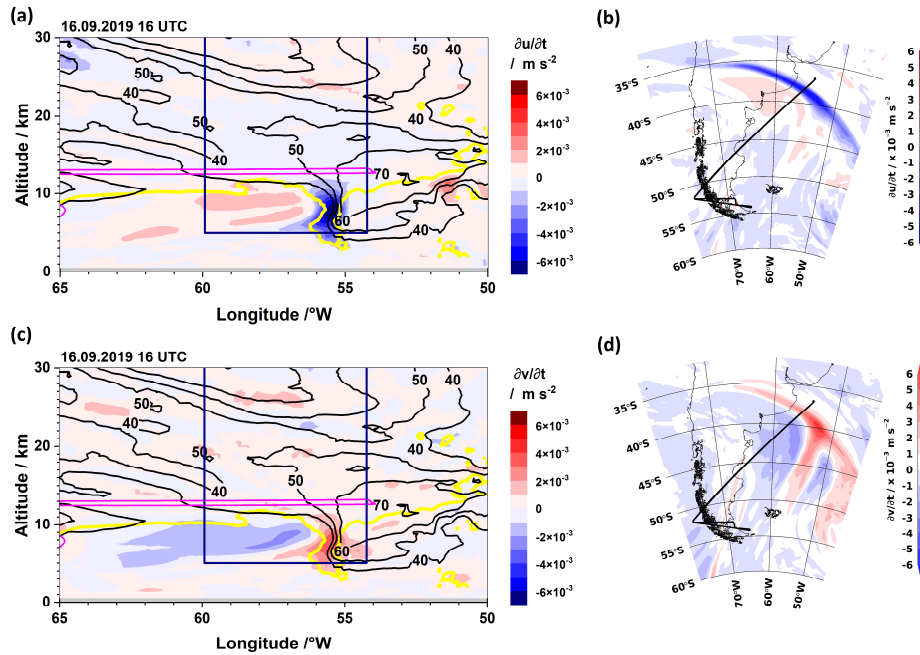 (a)
16.09.2019 16 UTC
30
20
10
0
Altitude / km
65
60
55
50
Longitude /°W
50
40
50
40
50
50
40
40
70
60
40
∂u/∂t
/ m s⁻²
6×10⁻³
4×10⁻³
2×10⁻³
0
-2×10⁻³
-4×10⁻³
-6×10⁻³
(b)
35°S
40°S
45°S
50°S
55°S
60°S
70°W
60°W
50°W
6
5
4
3
2
1
0
-1
-2
-3
-4
-5
-6
∂u/∂t / x 10⁻³ m s⁻²
(c)
16.09.2019 16 UTC
30
20
10
0
Altitude / km
65
60
55
50
Longitude /°W
50
40
50
40
50
40
70
60
40
∂v/∂t
/ m s⁻²
6×10⁻³
4×10⁻³
2×10⁻³
0
-2×10⁻³
-4×10⁻³
-6×10⁻³
(d)
35°S
40°S
45°S
50°S
55°S
60°S
70°W
60°W
50°W
6
5
4
3
2
1
0
-1
-2
-3
-4
-5
-6
∂v/∂t / x 10⁻³ m s⁻²